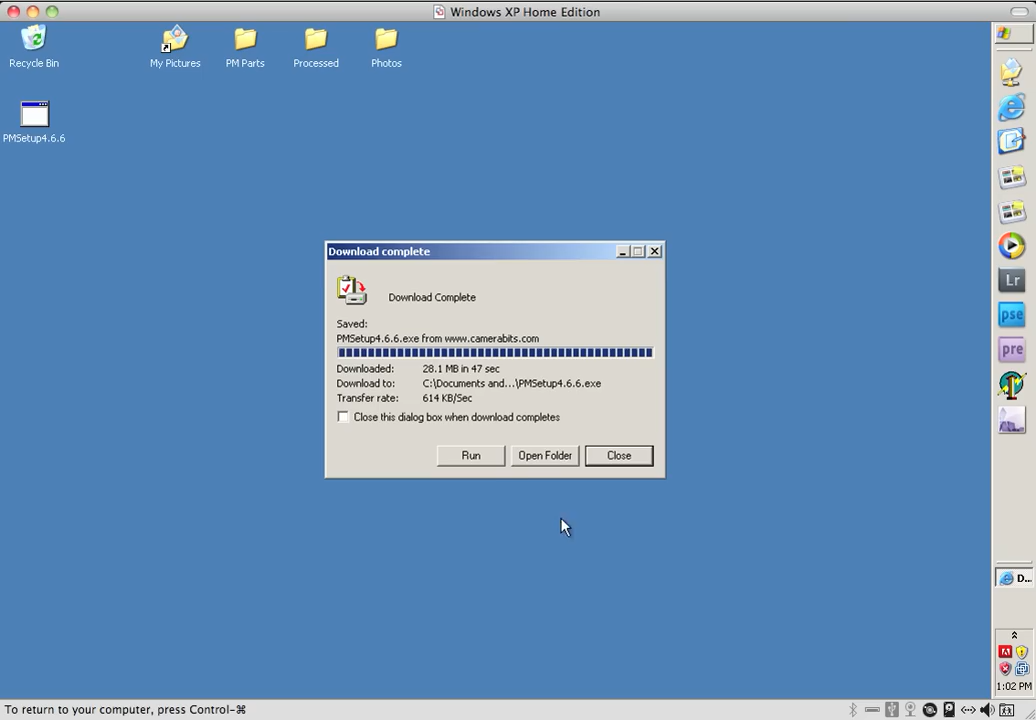 Windows XP Home Edition
Recycle Bin
My Pictures
PM Parts
Processed
Photos
PMSetup4.6.6
Download complete
Download Complete
Saved:
PMSetup4.6.6.exe from www.camerabits.com
Downloaded: 28.1 MB in 47 sec
Download to: C:\Documents and...\PMSetup4.6.6.exe
Transfer rate: 614 KB/Sec
Close this dialog box when download completes
Run Open Folder Close
Lr
pse
pre
D...
1:02 PM
To return to your computer, press Control-⌘